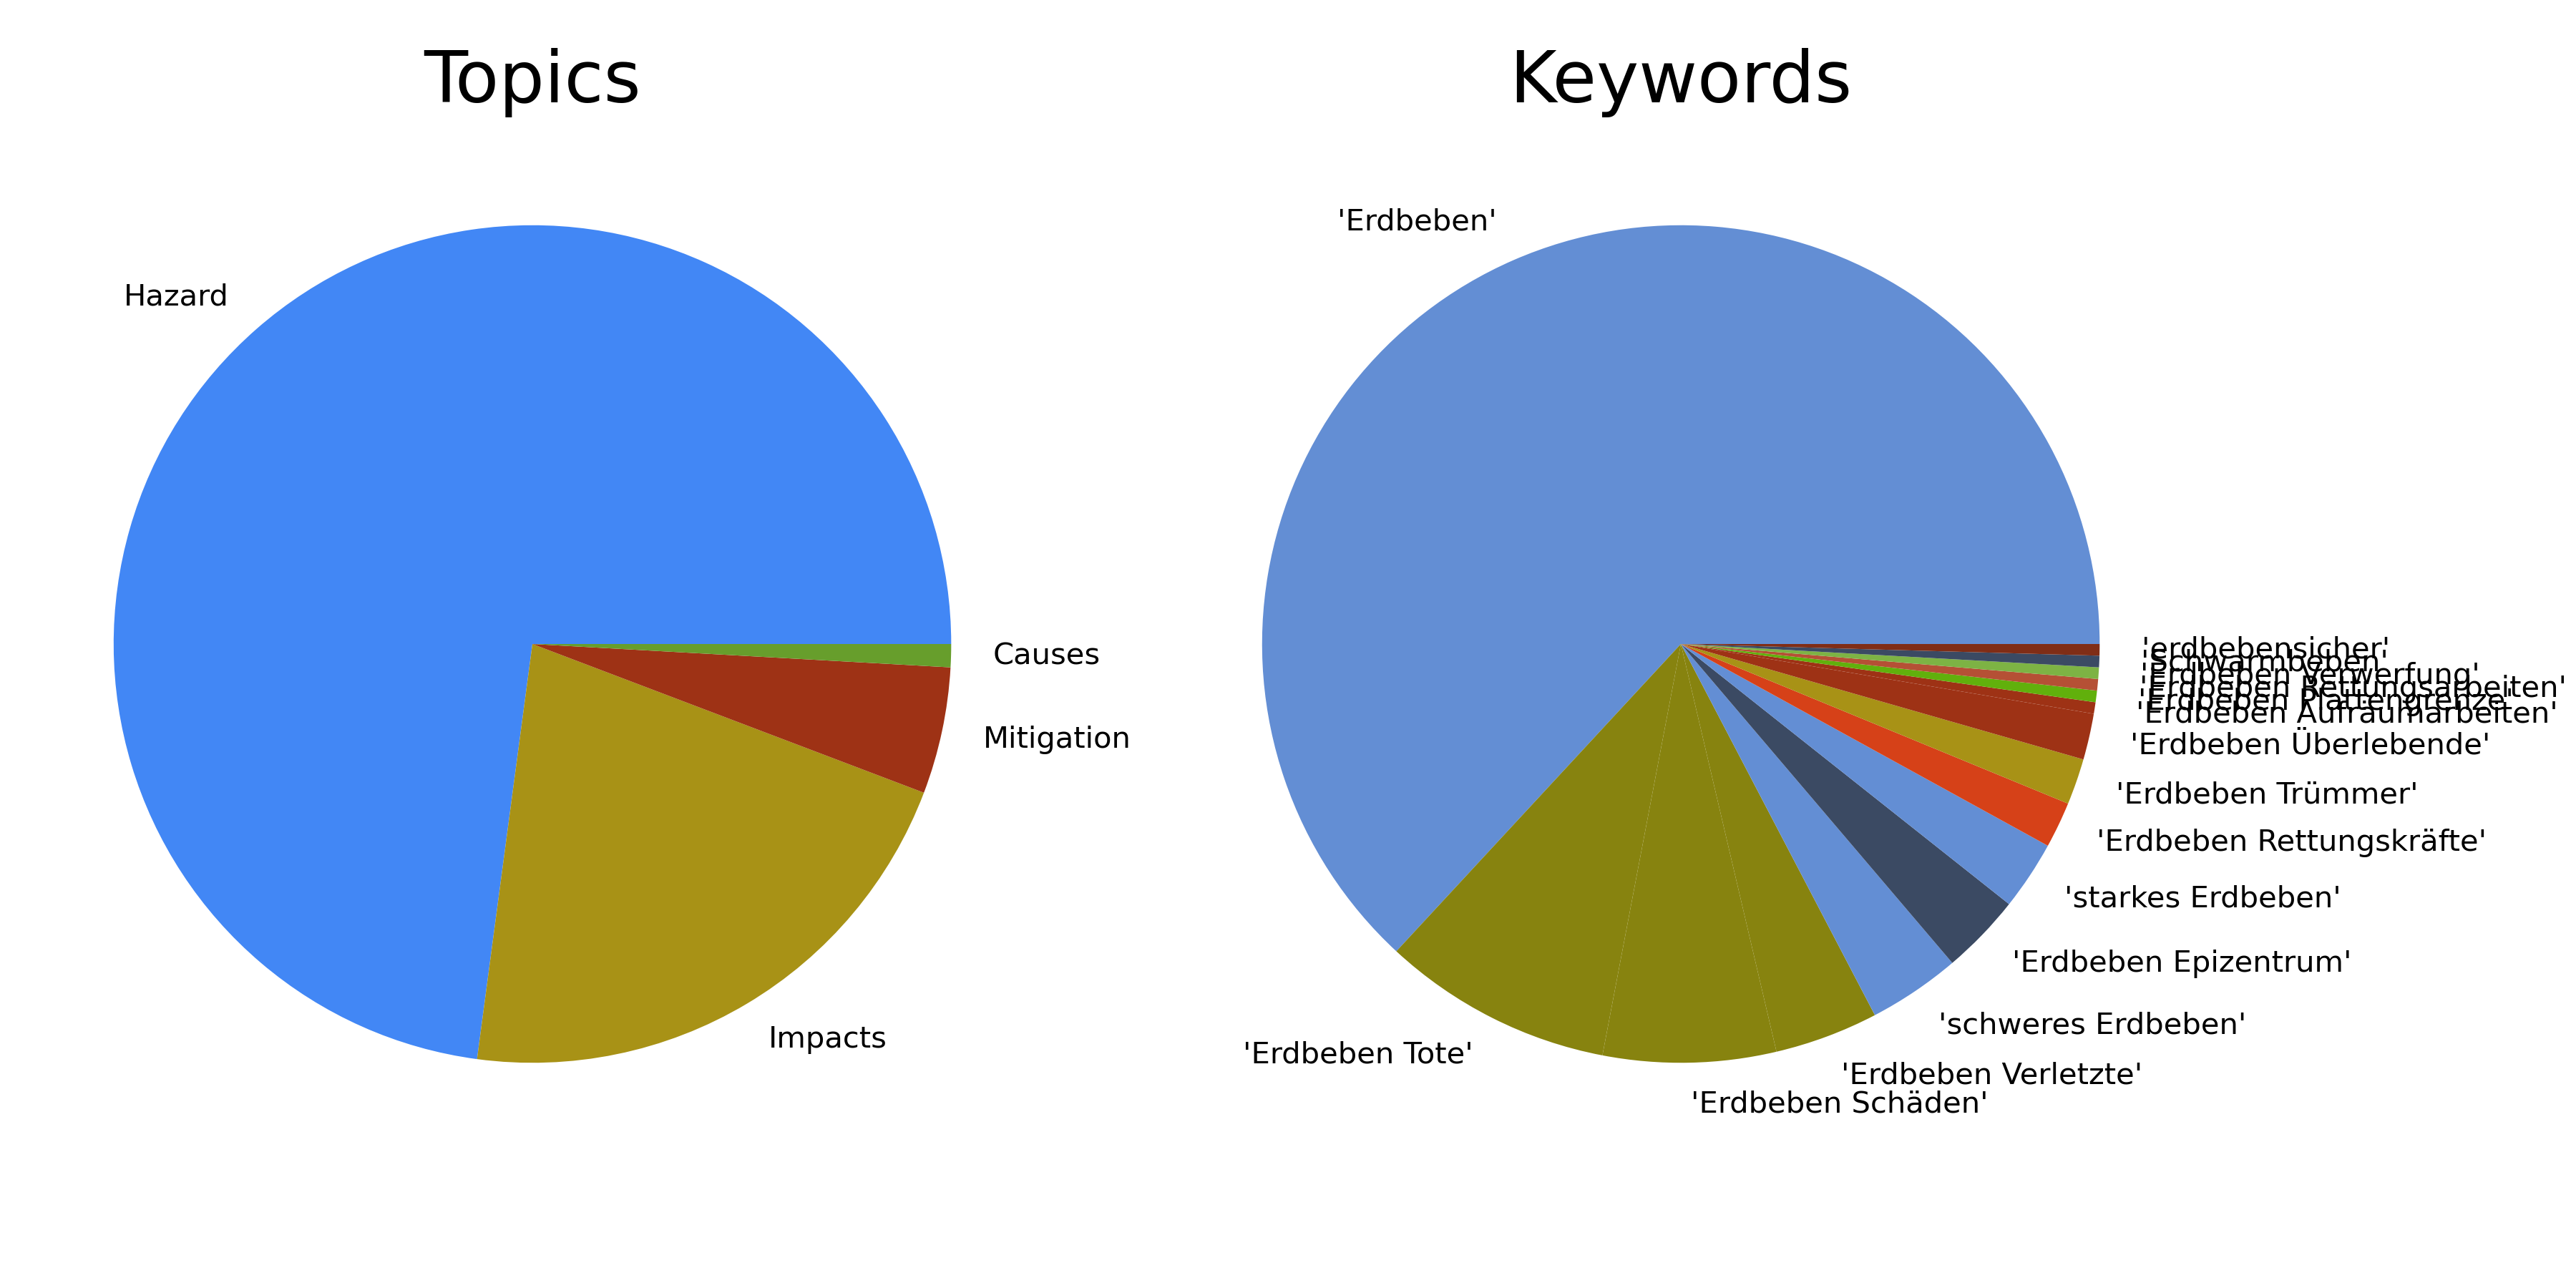 Topics
Hazard
Causes
Mitigation
Impacts
Keywords
'Erdbeben'
'erdbebensicher'
'Schwarmbeben'
'Erdbeben Verwerfung'
'Erdbeben Rettungsarbeiten'
'Erdbeben Plattengrenze'
'Erdbeben Aufräumarbeiten'
'Erdbeben Überlebende'
'Erdbeben Trümmer'
'Erdbeben Rettungskräfte'
'starkes Erdbeben'
'Erdbeben Epizentrum'
'schweres Erdbeben'
'Erdbeben Verletzte'
'Erdbeben Schäden'
'Erdbeben Tote'